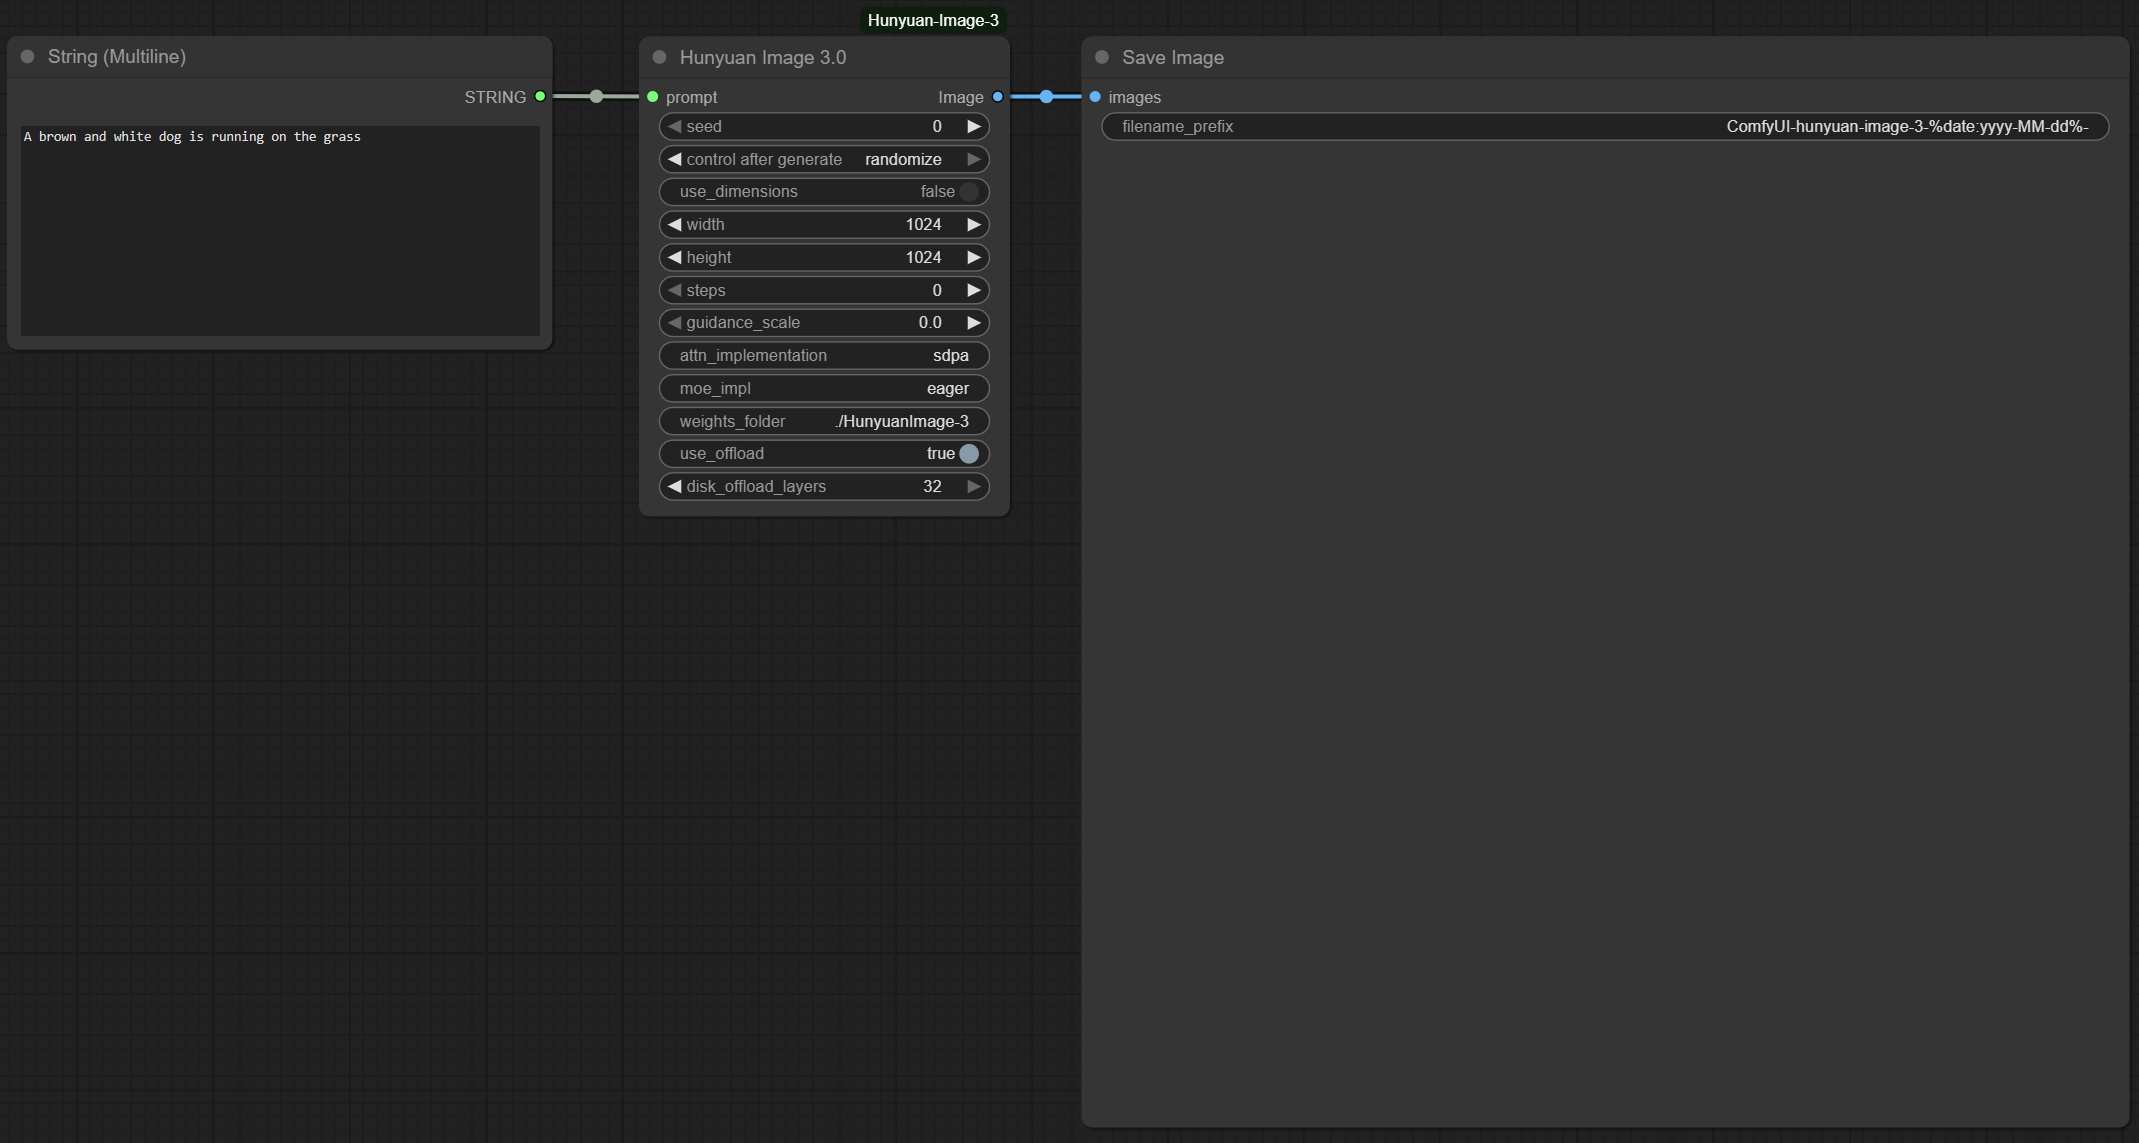 Hunyuan-Image-3
String (Multiline)
STRING
A brown and white dog is running on the grass
Hunyuan Image 3.0
prompt Image
seed 0
control after generate randomize
use_dimensions false
width 1024
height 1024
steps 0
guidance_scale 0.0
attn_implementation sdpa
moe_impl eager
weights_folder ./HunyuanImage-3
use_offload true
disk_offload_layers 32
Save Image
images
filename_prefix ComfyUI-hunyuan-image-3-%date:yyyy-MM-dd%-